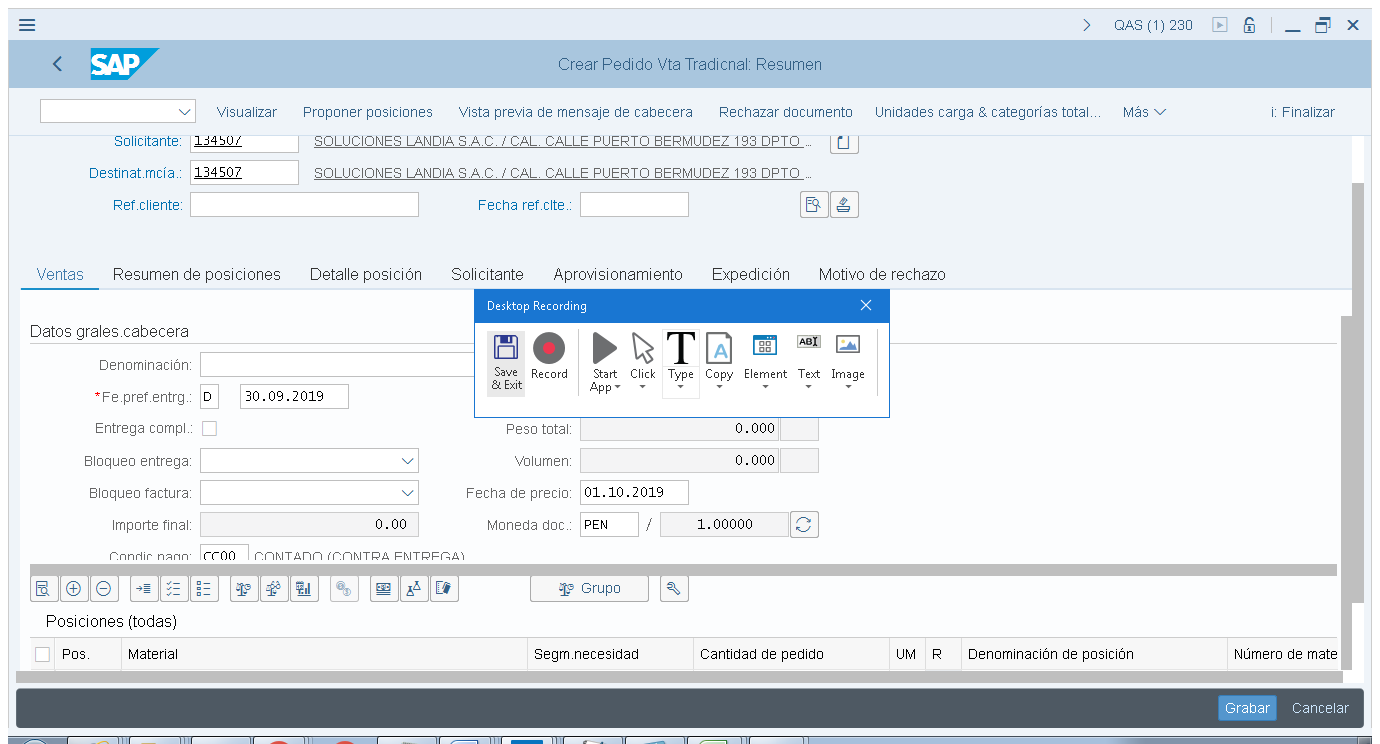 QAS (1) 230
SAP
Crear Pedido Vta Tradicnal: Resumen
Visualizar Proponer posiciones Vista previa de mensaje de cabecera Rechazar documento Unidades carga & categorías total... Más i: Finalizar
Solicitante: 134507 SOLUCIONES LANDIA S.A.C. / CAL. CALLE PUERTO BERMUDEZ 193 DPTO ...
Destinat.mcía.: 134507 SOLUCIONES LANDIA S.A.C. / CAL. CALLE PUERTO BERMUDEZ 193 DPTO ...
Ref.cliente: Fecha ref.clte.:
Ventas Resumen de posiciones Detalle posición Solicitante Aprovisionamiento Expedición Motivo de rechazo
Desktop Recording
Save & Exit Record Start App Click Type Copy Element Text Image
Datos grales.cabecera
Denominación:
*Fe.pref.entrg.: D 30.09.2019
Entrega compl.: Peso total: 0.000
Bloqueo entrega: Volumen: 0.000
Bloqueo factura: Fecha de precio: 01.10.2019
Importe final: 0.00 Moneda doc.: PEN / 1.00000
Condic.pago: CC00 CONTADO (CONTRA ENTREGA)
Grupo
Posiciones (todas)
Pos. Material Segm.necesidad Cantidad de pedido UM R Denominación de posición Número de mate
Grabar Cancelar